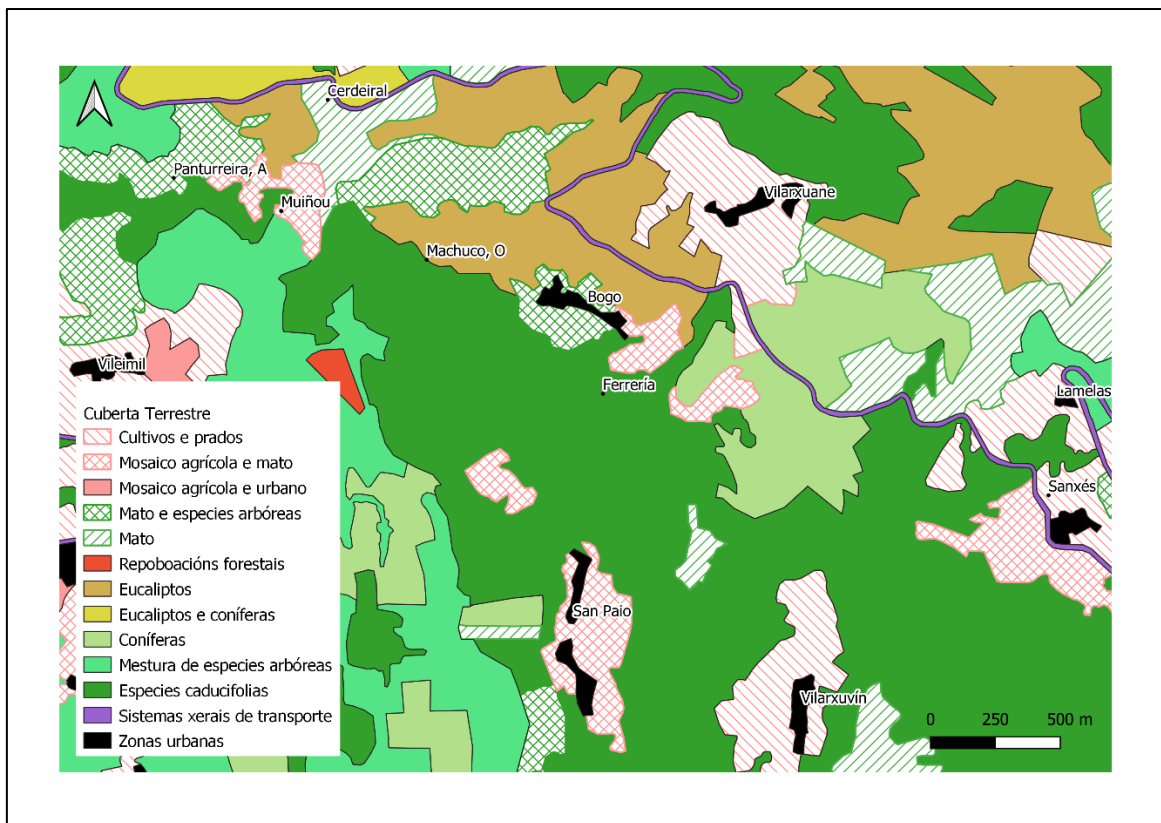 Cerdeiral
Panturreira, A
Vilarxuane
Muiñou
Machuco, O
Bogo
Vileimil
Ferrería
Lamelas
Cuberta Terrestre
Cultivos e prados
Mosaico agrícola e mato
Mosaico agrícola e urbano
Mato e especies arbóreas
Mato
Repoboacións forestais
Eucaliptos
Eucaliptos e coníferas
Coníferas
Mestura de especies arbóreas
Especies caducifolias
Sistemas xerais de transporte
Zonas urbanas
Sanxés
San Paio
Vilarxuvín
0 250 500 m